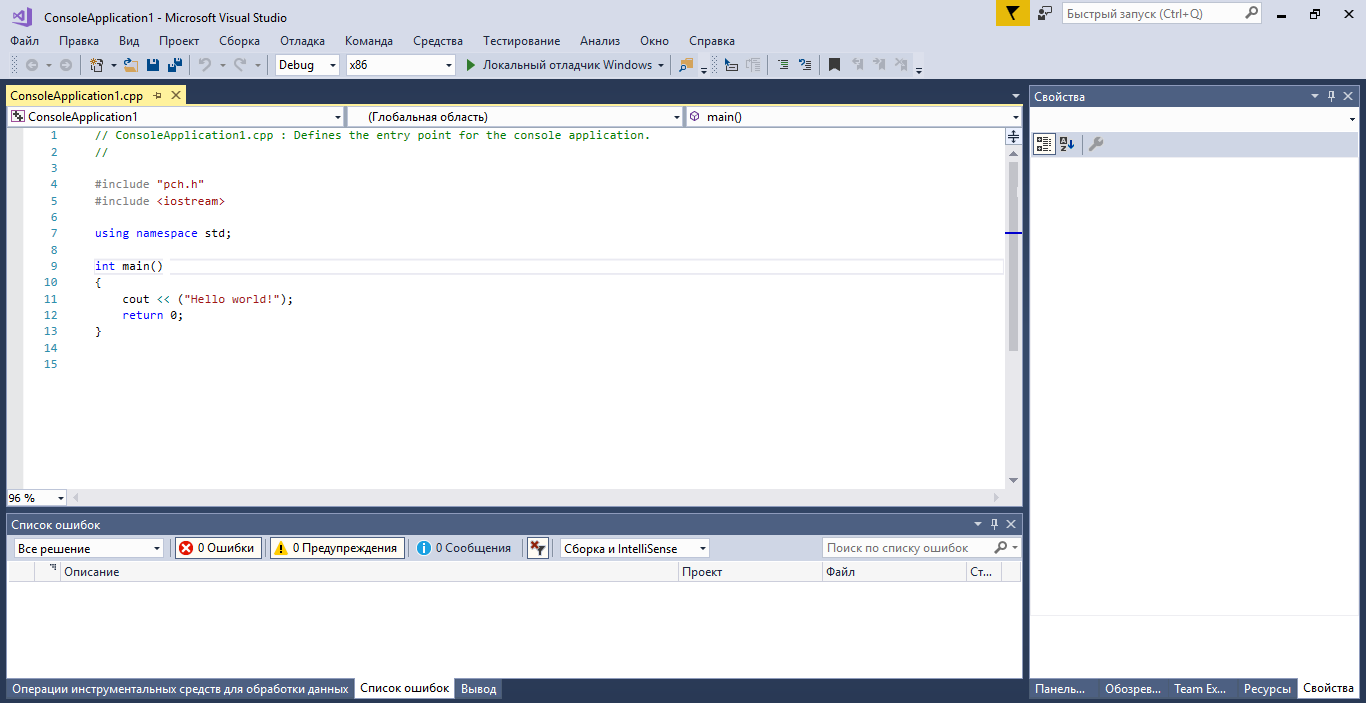 ConsoleApplication1 - Microsoft Visual Studio
Быстрый запуск (Ctrl+Q)
Файл Правка Вид Проект Сборка Отладка Команда Средства Тестирование Анализ Окно Справка
Debug x86 Локальный отладчик Windows
ConsoleApplication1.cpp
ConsoleApplication1 (Глобальная область) main()
1 // ConsoleApplication1.cpp : Defines the entry point for the console application.
2 //
3
4 #include "pch.h"
5 #include <iostream>
6
7 using namespace std;
8
9 int main()
10 {
11 cout << ("Hello world!");
12 return 0;
13 }
14
15
96 %
Список ошибок
Все решение 0 Ошибки 0 Предупреждения 0 Сообщения Сборка и IntelliSense Поиск по списку ошибок
Описание Проект Файл Ст...
Операции инструментальных средств для обработки данных Список ошибок Вывод
Свойства
Панель... Обозрев... Team Ex... Ресурсы Свойства